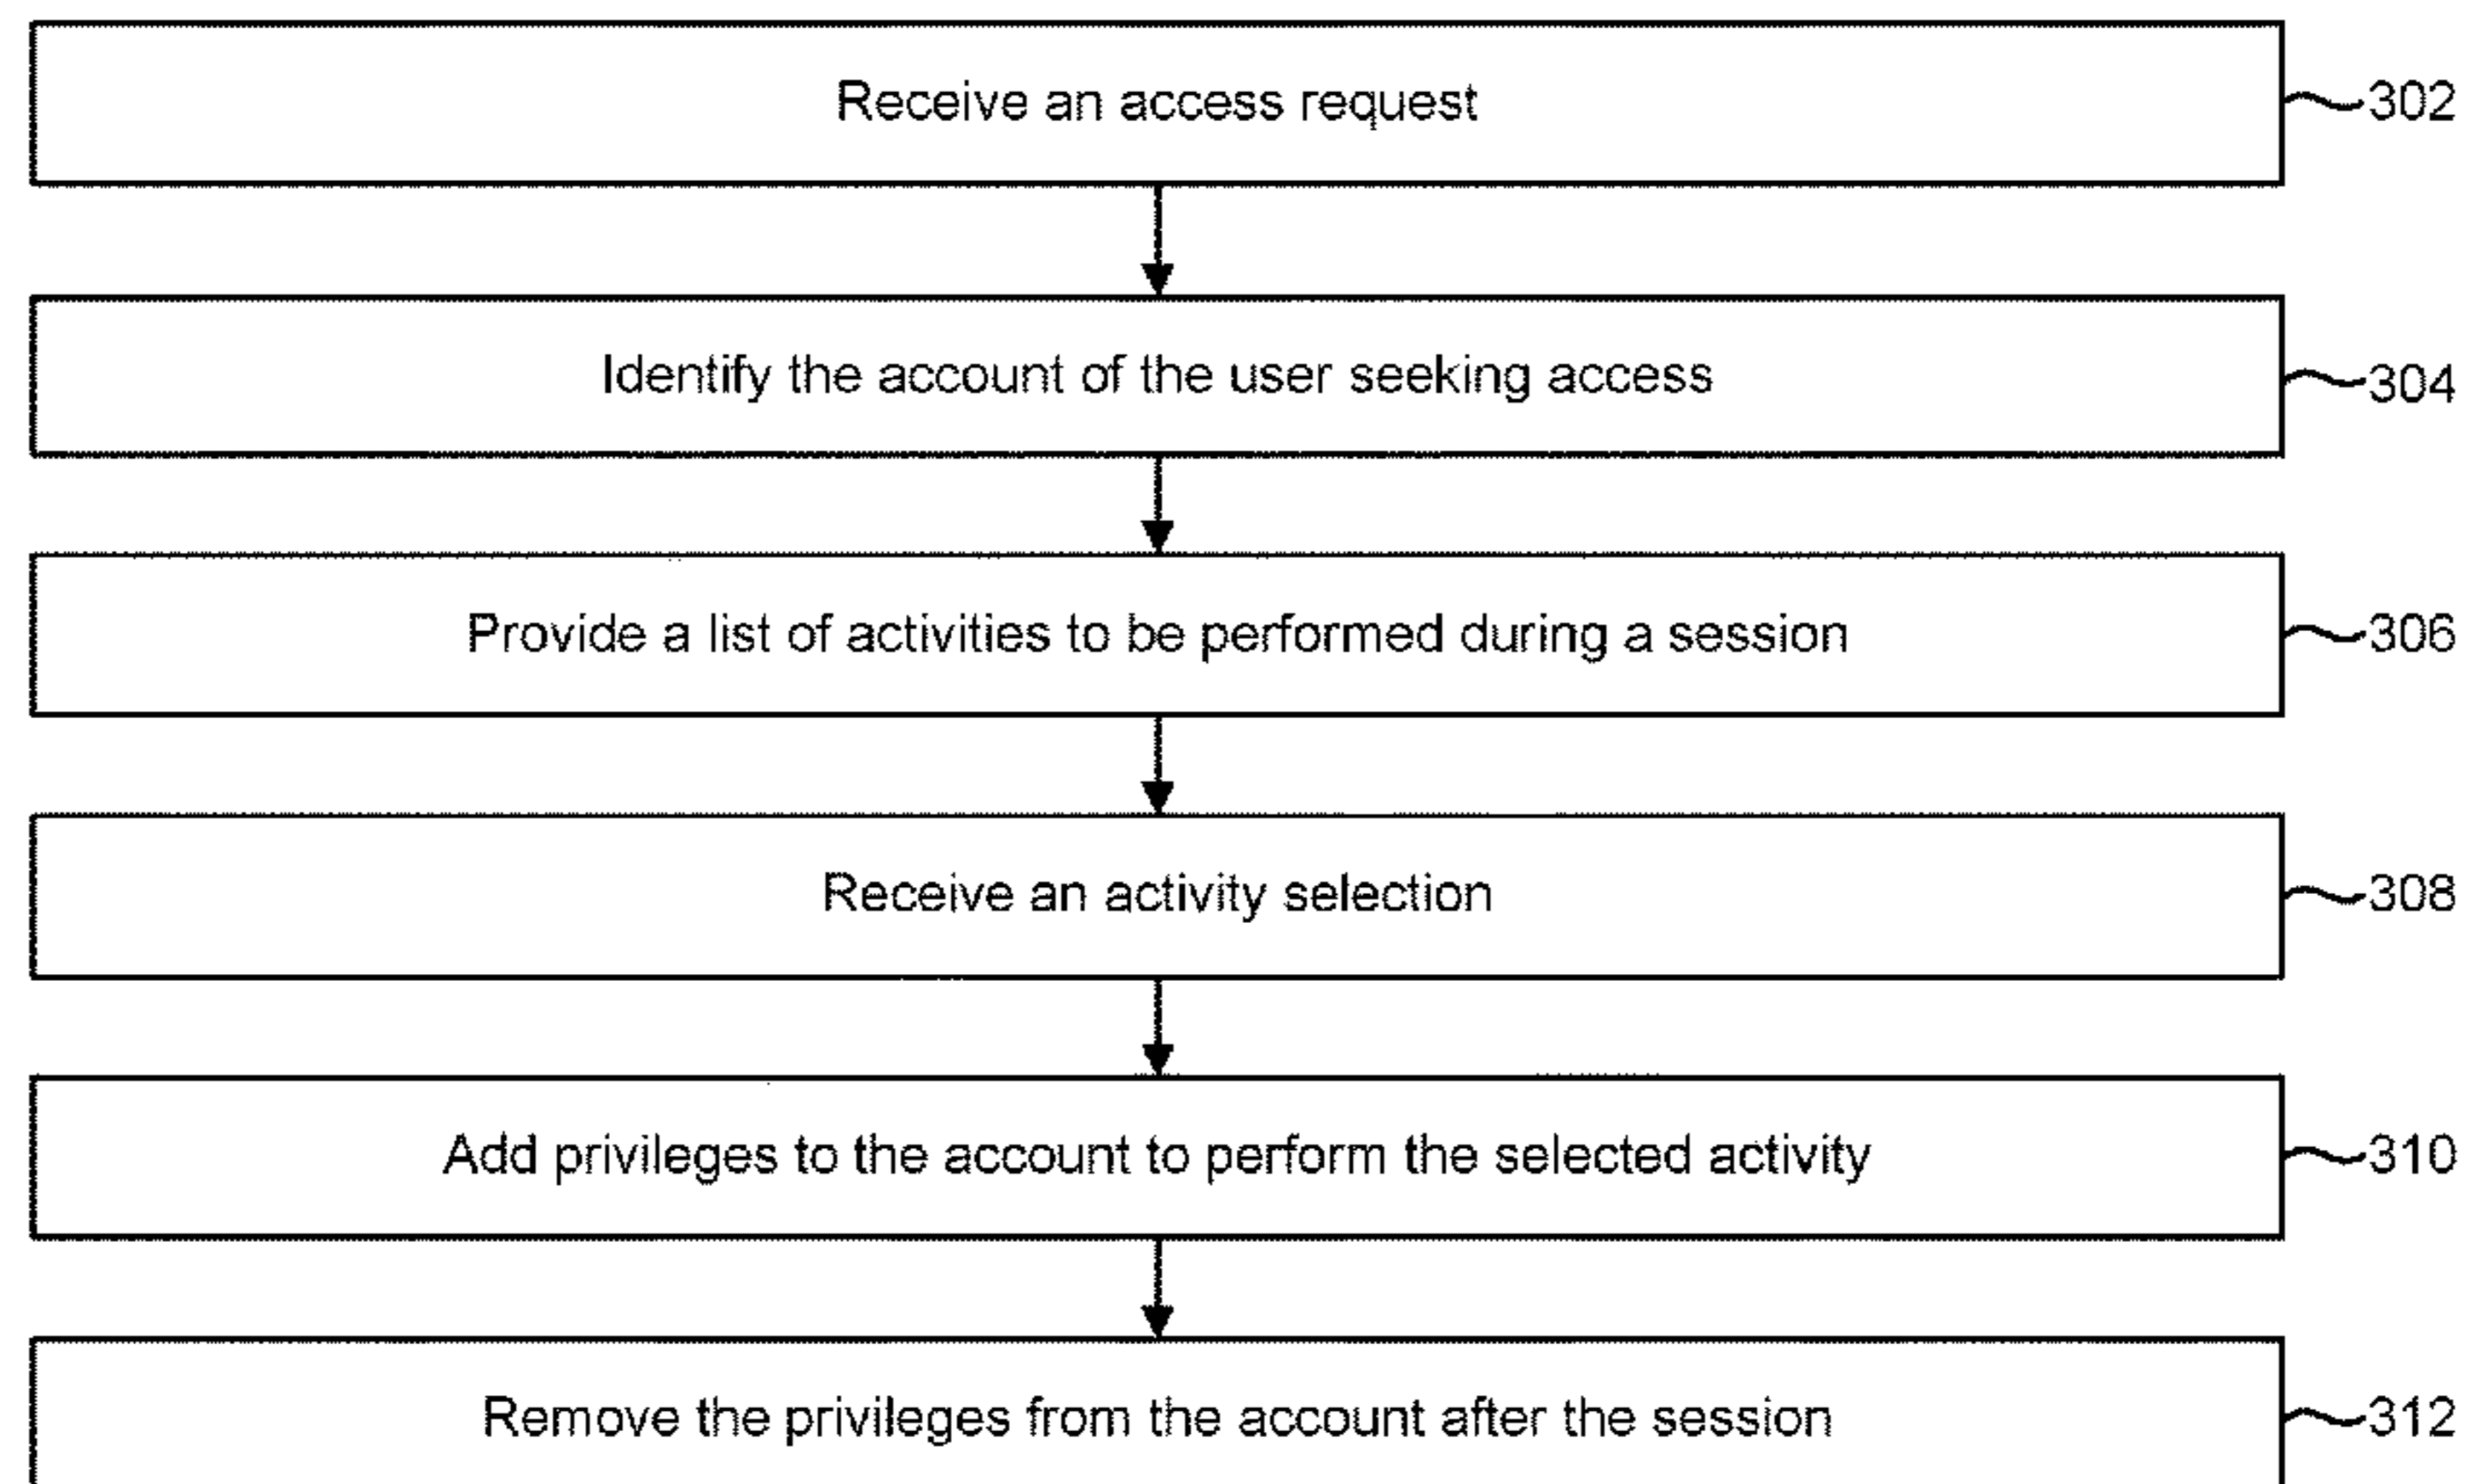 Receive an access request
302
Identify the account of the user seeking access
304
Provide a list of activities to be performed during a session
306
Receive an activity selection
308
Add privileges to the account to perform the selected activity
310
Remove the privileges from the account after the session
312